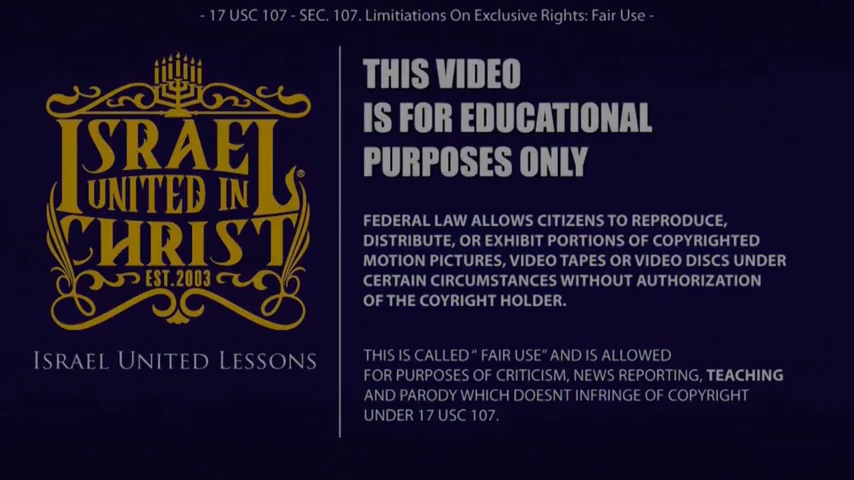 - 17 USC 107 - SEC. 107. Limitiations On Exclusive Rights: Fair Use -
ISRAEL
UNITED IN
CHRIST
EST.2003
ISRAEL UNITED LESSONS
THIS VIDEO
IS FOR EDUCATIONAL
PURPOSES ONLY
FEDERAL LAW ALLOWS CITIZENS TO REPRODUCE,
DISTRIBUTE, OR EXHIBIT PORTIONS OF COPYRIGHTED
MOTION PICTURES, VIDEO TAPES OR VIDEO DISCS UNDER
CERTAIN CIRCUMSTANCES WITHOUT AUTHORIZATION
OF THE COYRIGHT HOLDER.
THIS IS CALLED “ FAIR USE” AND IS ALLOWED
FOR PURPOSES OF CRITICISM, NEWS REPORTING, TEACHING
AND PARODY WHICH DOESNT INFRINGE OF COPYRIGHT
UNDER 17 USC 107.